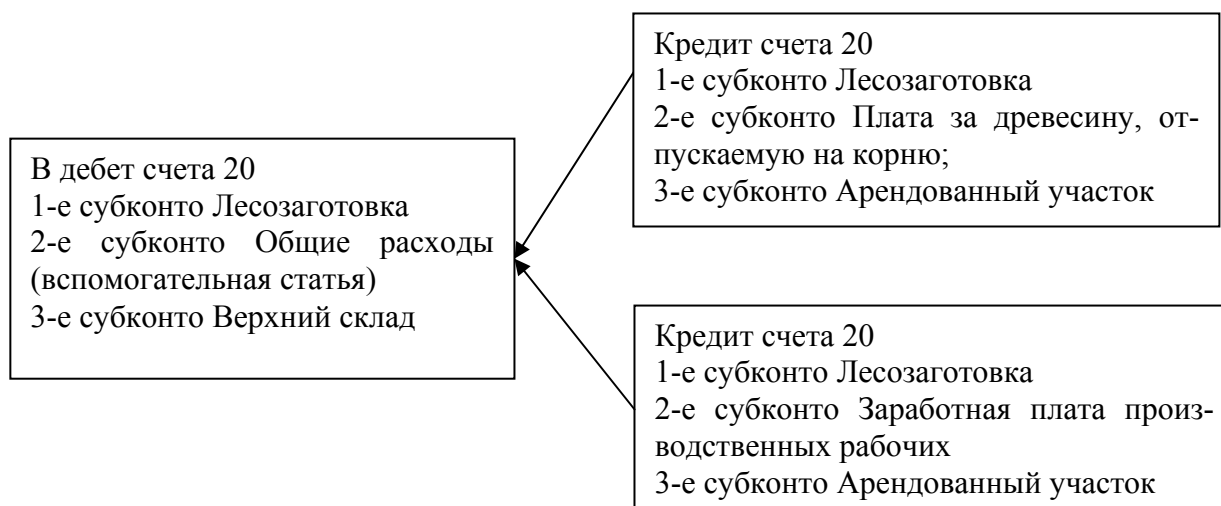 В дебет счета 20
1-е субконто Лесозаготовка
2-е субконто Общие расходы
(вспомогательная статья)
3-е субконто Верхний склад
Кредит счета 20
1-е субконто Лесозаготовка
2-е субконто Плата за древесину, от-
пускаемую на корню;
3-е субконто Арендованный участок
Кредит счета 20
1-е субконто Лесозаготовка
2-е субконто Заработная плата произ-
водственных рабочих
3-е субконто Арендованный участок